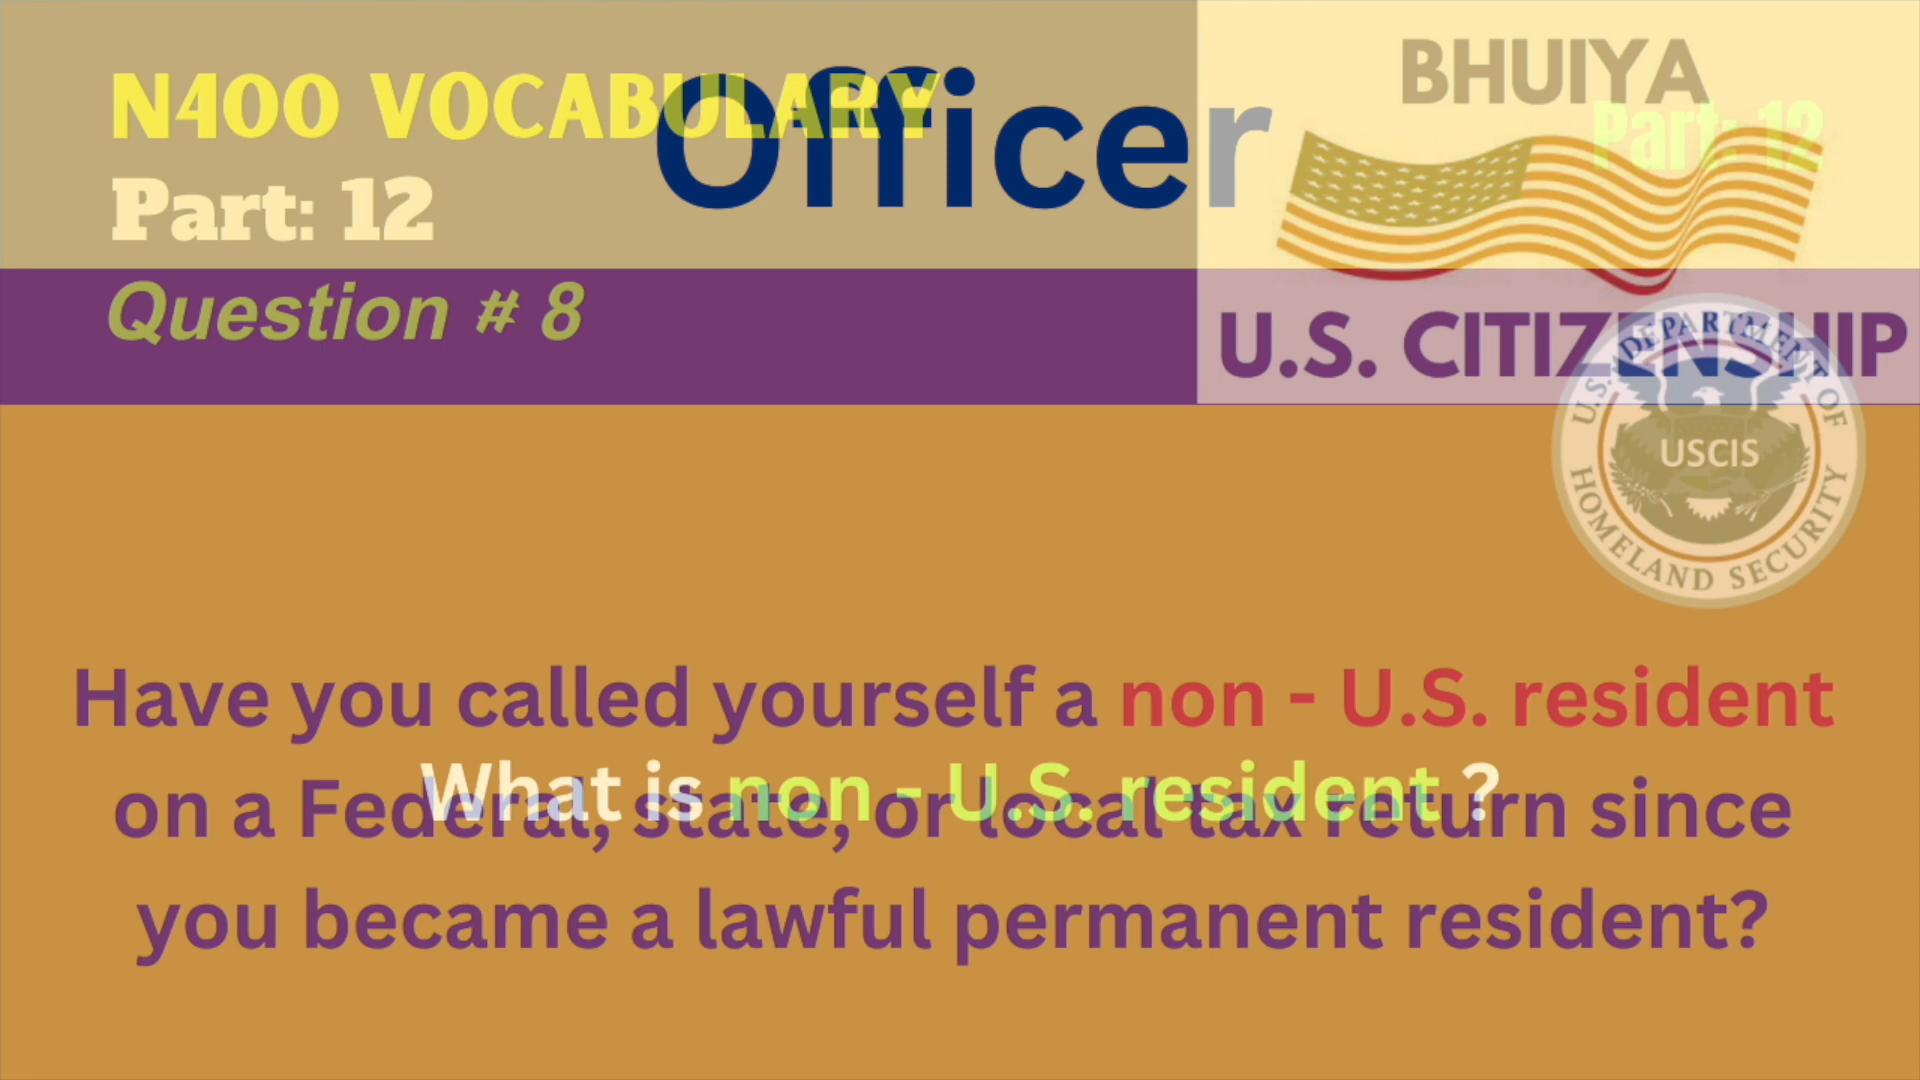 N400 VOCABULARY
Officer
BHUIYA
Part: 12
Part: 12
Question # 8
U.S. CITIZENSHIP
U.S. DEPARTMENT OF HOMELAND SECURITY
USCIS
Have you called yourself a non - U.S. resident
What is non - U.S. resident ?
on a Federal, state, or local tax return since
you became a lawful permanent resident?